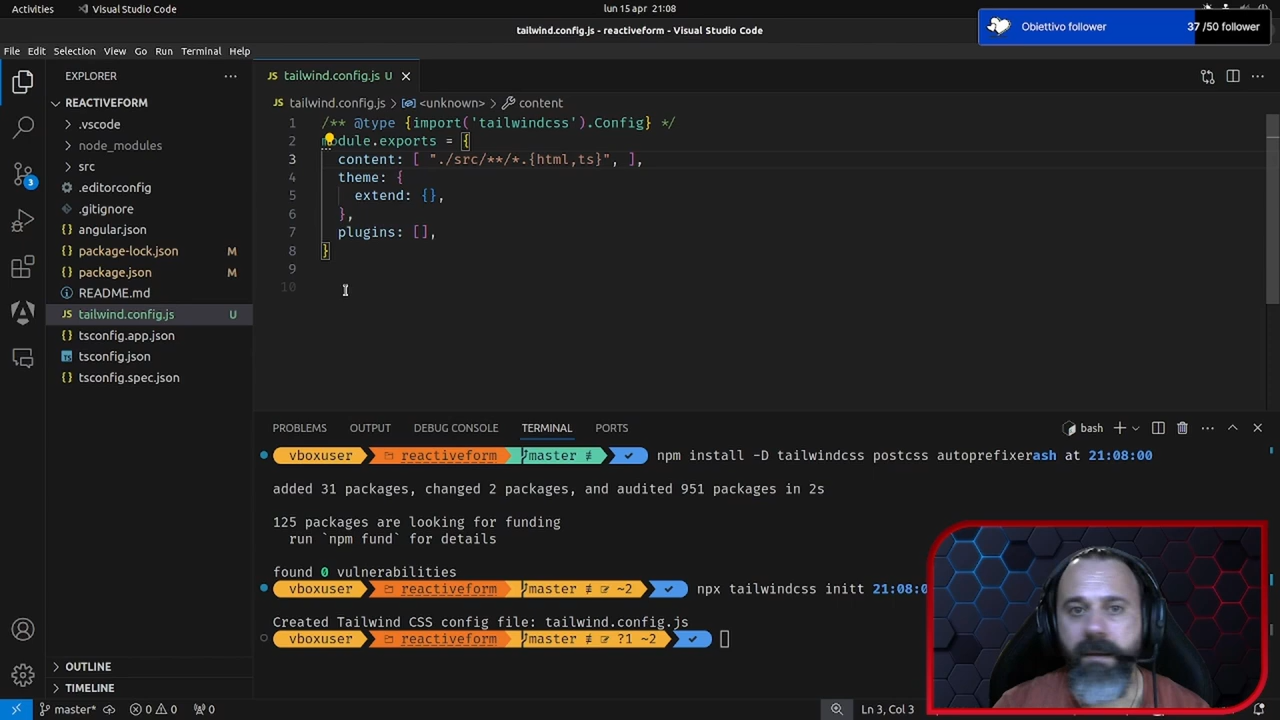 Activities
Visual Studio Code
lun 15 apr 21:08
tailwind.config.js - reactiveform - Visual Studio Code
Obiettivo follower
37 /50 follower
File Edit Selection View Go Run Terminal Help
EXPLORER
REACTIVEFORM
.vscode
node_modules
src
.editorconfig
.gitignore
angular.json
package-lock.json M
package.json M
README.md
tailwind.config.js U
tsconfig.app.json
tsconfig.json
tsconfig.spec.json
OUTLINE
TIMELINE
3
JS tailwind.config.js U
JS tailwind.config.js > <unknown> > content
1 /** @type {import('tailwindcss').Config} */
2 module.exports = {
3 content: [ "./src/**/*.{html,ts}", ],
4 theme: {
5 extend: {},
6 },
7 plugins: [],
8 }
9
10
PROBLEMS OUTPUT DEBUG CONSOLE TERMINAL PORTS
bash
vboxuser reactiveform master ≢ ✓ npm install -D tailwindcss postcss autoprefixerash at 21:08:00
added 31 packages, changed 2 packages, and audited 951 packages in 2s
125 packages are looking for funding
run `npm fund` for details
found 0 vulnerabilities
vboxuser reactiveform master ≢ ~2 ✓ npx tailwindcss initt 21:08:0
Created Tailwind CSS config file: tailwind.config.js
vboxuser reactiveform master ≢ ?1 ~2 ✓
master* 0 0 0
Ln 3, Col 3